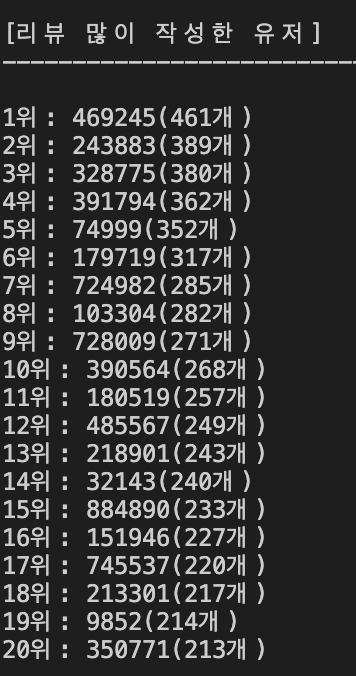 [리뷰 많이 작성한 유저]
--------------------------
1위: 469245(461개)
2위: 243883(389개)
3위: 328775(380개)
4위: 391794(362개)
5위: 74999(352개)
6위: 179719(317개)
7위: 724982(285개)
8위: 103304(282개)
9위: 728009(271개)
10위: 390564(268개)
11위: 180519(257개)
12위: 485567(249개)
13위: 218901(243개)
14위: 32143(240개)
15위: 884890(233개)
16위: 151946(227개)
17위: 745537(220개)
18위: 213301(217개)
19위: 9852(214개)
20위: 350771(213개)